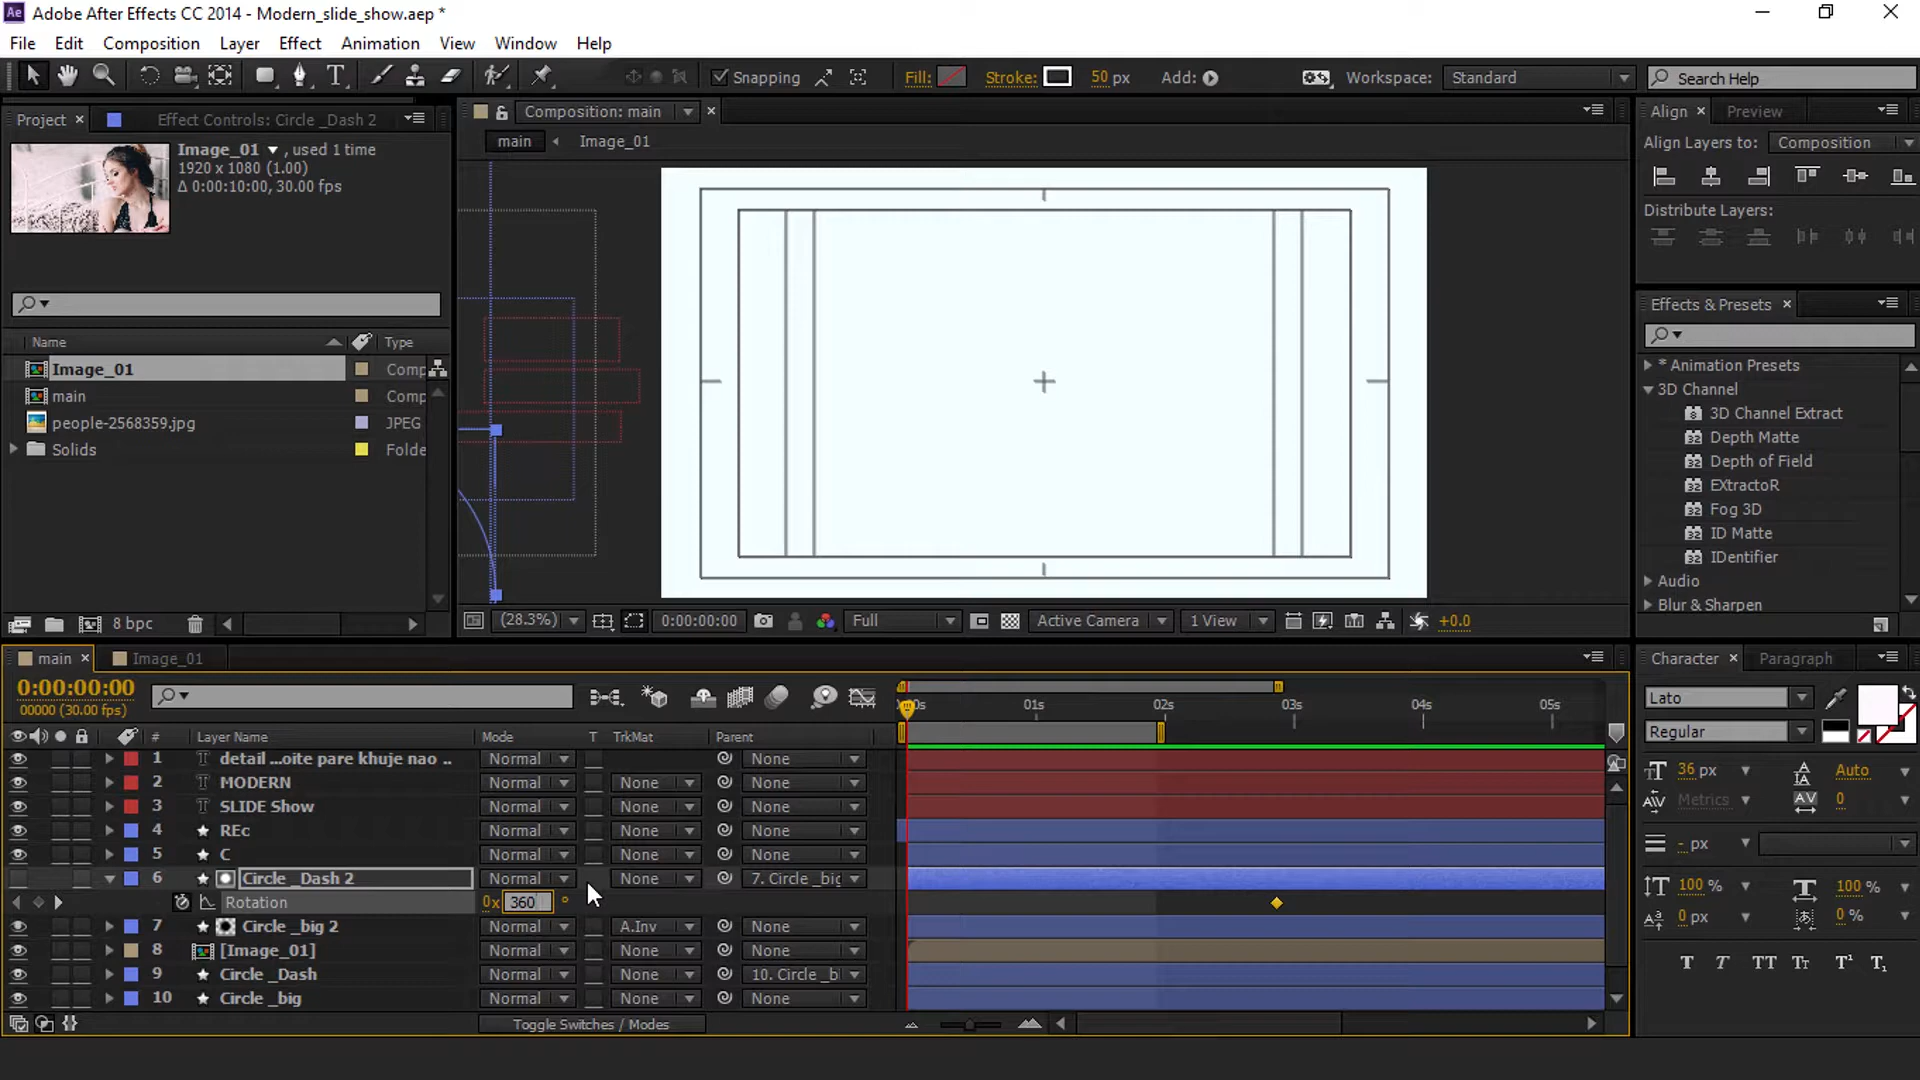 Ae Adobe After Effects CC 2014 - Modern_slide_show.aep *
File Edit Composition Layer Effect Animation View Window Help
Snapping Fill: Stroke: 50 px Add: Workspace: Standard Search Help
Project Effect Controls: Circle _Dash 2
Composition: main
Align Preview
Image_01 , used 1 time
1920 x 1080 (1.00)
Δ 0:00:10:00, 30.00 fps
main Image_01
Align Layers to: Composition
Distribute Layers:
Effects & Presets
Name Type
Image_01 Comp
main Comp
people-2568359.jpg JPEG
Solids Folde
* Animation Presets
3D Channel
3D Channel Extract
Depth Matte
Depth of Field
EXtractoR
Fog 3D
ID Matte
IDentifier
Audio
Blur & Sharpen
8 bpc
(28.3%) 0:00:00:00 Full Active Camera 1 View +0.0
main Image_01
Character Paragraph
0:00:00:00
00000 (30.00 fps)
00s 01s 02s 03s 04s 05s
# Layer Name Mode T TrkMat Parent
1 detail ...oite pare khuje nao .. Normal None
2 MODERN Normal None None
3 SLIDE Show Normal None None
4 REc Normal None None
5 C Normal None None
6 Circle _Dash 2 Normal None 7. Circle _big
Rotation 0x 360 °
7 Circle _big 2 Normal A.Inv None
8 [Image_01] Normal None None
9 Circle _Dash Normal None 10. Circle _b
10 Circle _big Normal None None
Toggle Switches / Modes
Lato
Regular
36 px Auto
Metrics 0
- px
100 % 100 %
0 px 0 %
T T TT Tt T¹ T₁